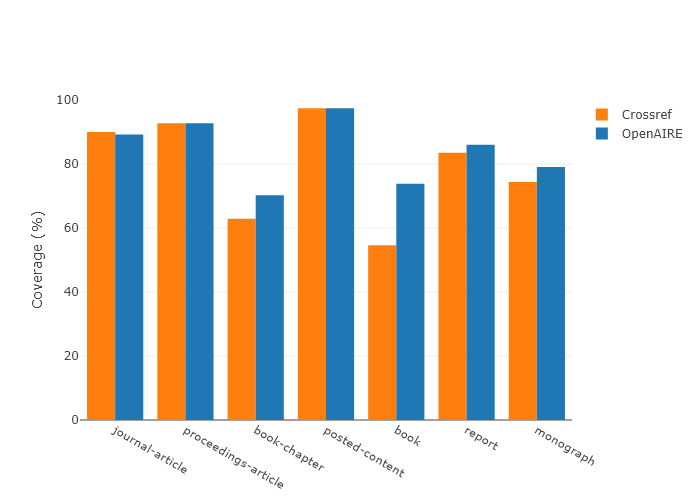 100
80
60
40
20
0
Coverage (%)
journal-article
proceedings-article
book-chapter
posted-content
book
report
monograph
Crossref
OpenAIRE